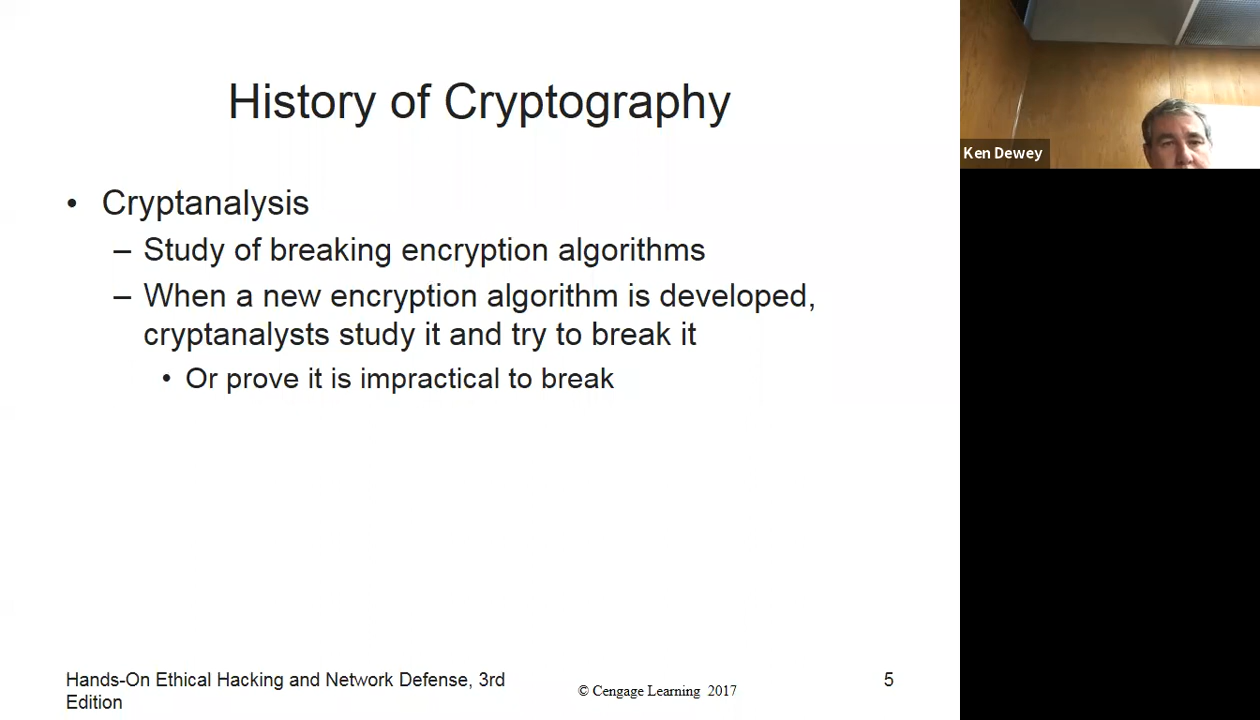 History of Cryptography
• Cryptanalysis
– Study of breaking encryption algorithms
– When a new encryption algorithm is developed,
cryptanalysts study it and try to break it
• Or prove it is impractical to break
Hands-On Ethical Hacking and Network Defense, 3rd
Edition
© Cengage Learning 2017
5
Ken Dewey